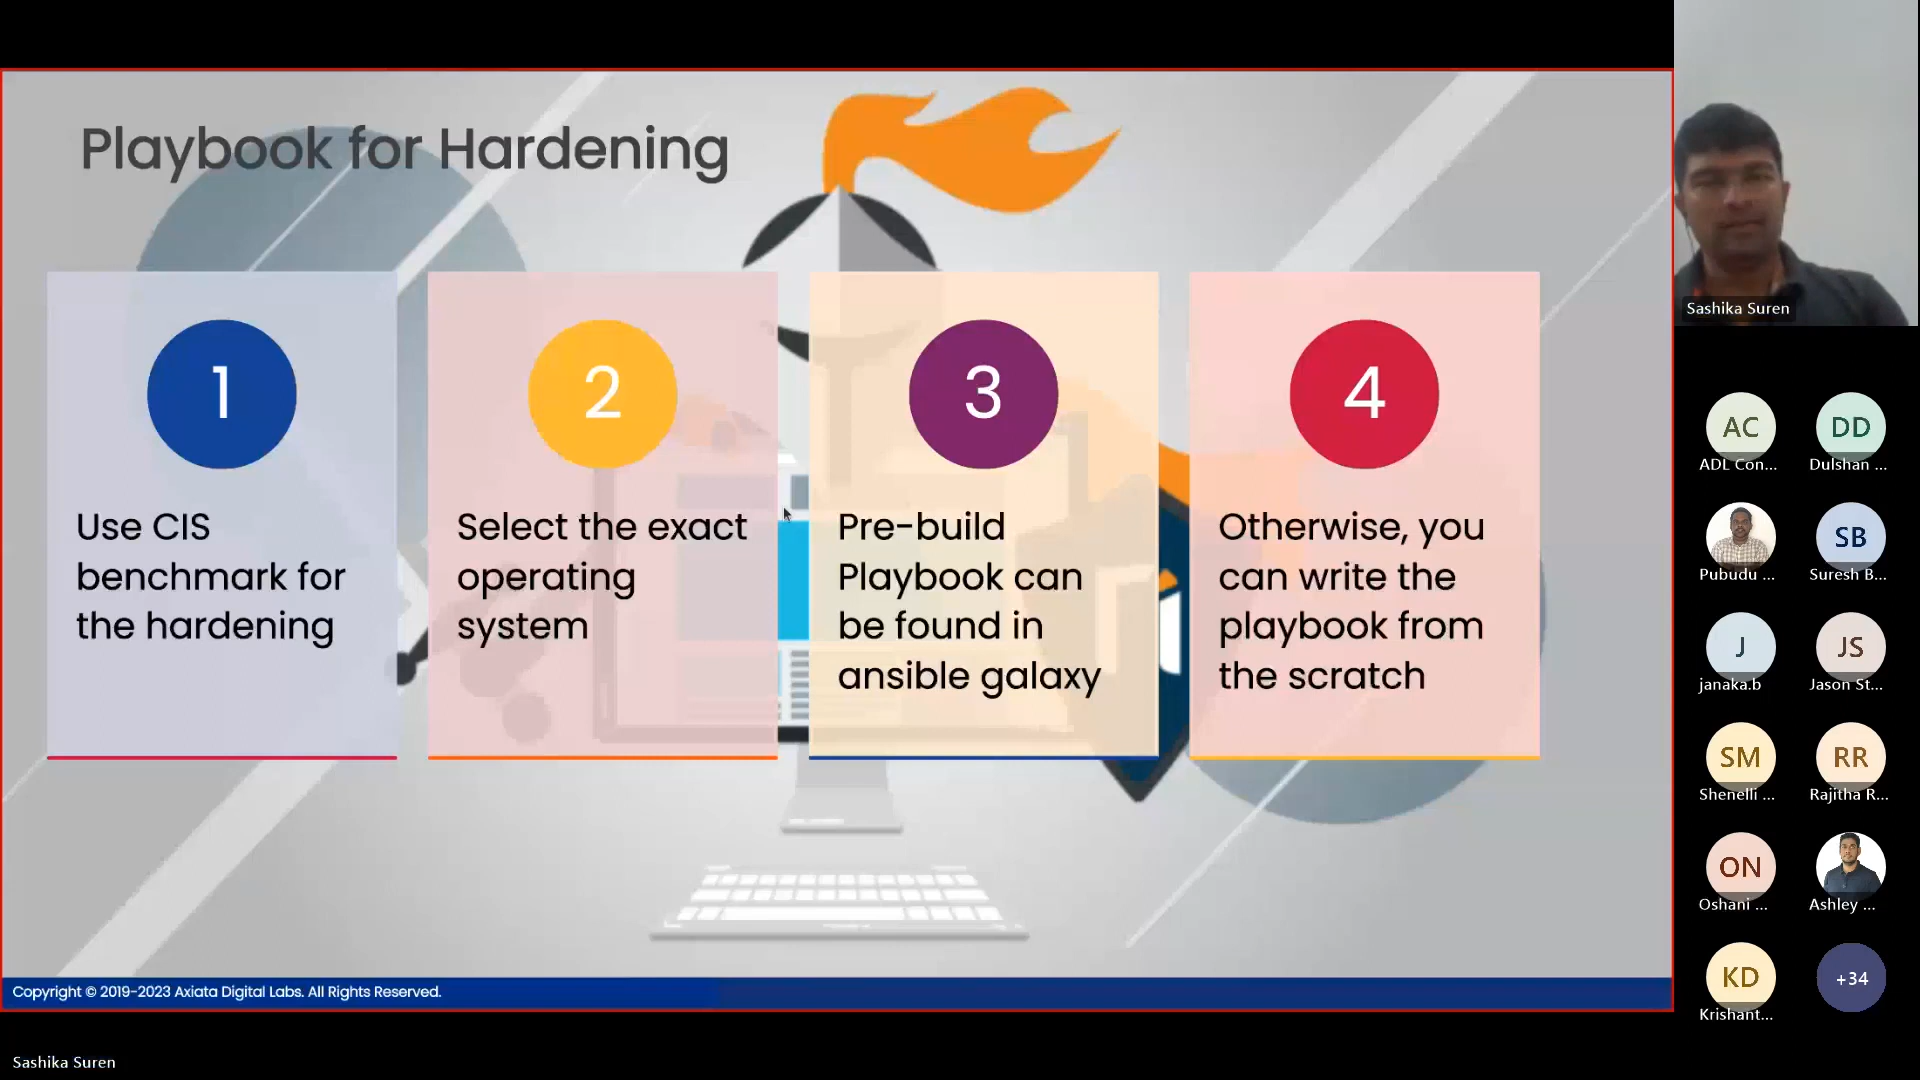 Playbook for Hardening
1
Use CIS
benchmark for
the hardening
2
Select the exact
operating
system
3
Pre-build
Playbook can
be found in
ansible galaxy
4
Otherwise, you
can write the
playbook from
the scratch
Copyright © 2019-2023 Axiata Digital Labs. All Rights Reserved.
Sashika Suren
Sashika Suren
AC
ADL Con...
DD
Dulshan ...
Pubudu ...
SB
Suresh B...
J
janaka.b
JS
Jason St...
SM
Shenelli ...
RR
Rajitha R...
ON
Oshani ...
Ashley ...
KD
Krishant...
+34